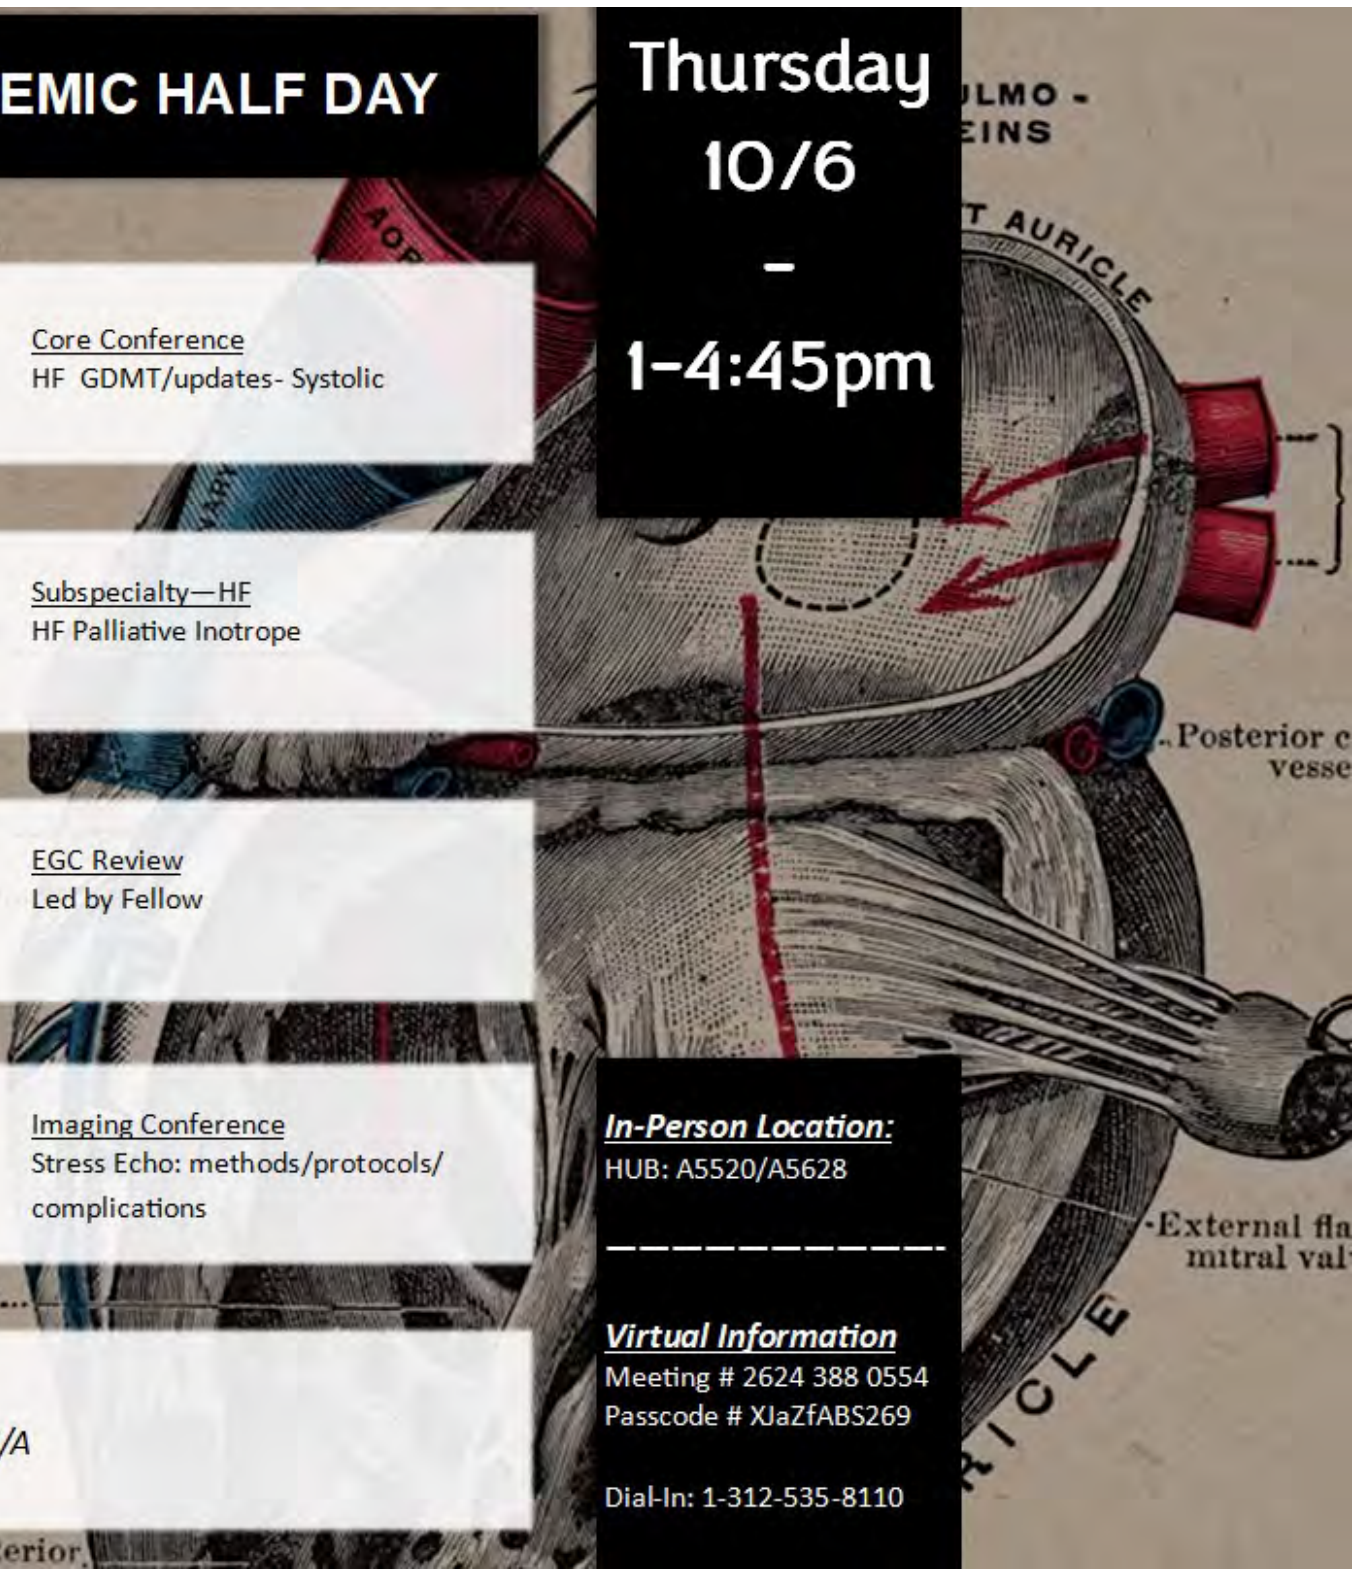 EMIC HALF DAY
Thursday
10/6
-
1-4:45pm
ULMO -
EINS
T AURICLE
AOR
Core Conference
HF GDMT/updates- Systolic
NARY
Subspecialty—HF
HF Palliative Inotrope
Posterior c
vesse
EGC Review
Led by Fellow
Imaging Conference
Stress Echo: methods/protocols/
complications
In-Person Location:
HUB: A5520/A5628
External fla
mitral val
RICLE
Virtual Information
Meeting # 2624 388 0554
Passcode # XJaZfABS269
Dial-In: 1-312-535-8110
/A
erior